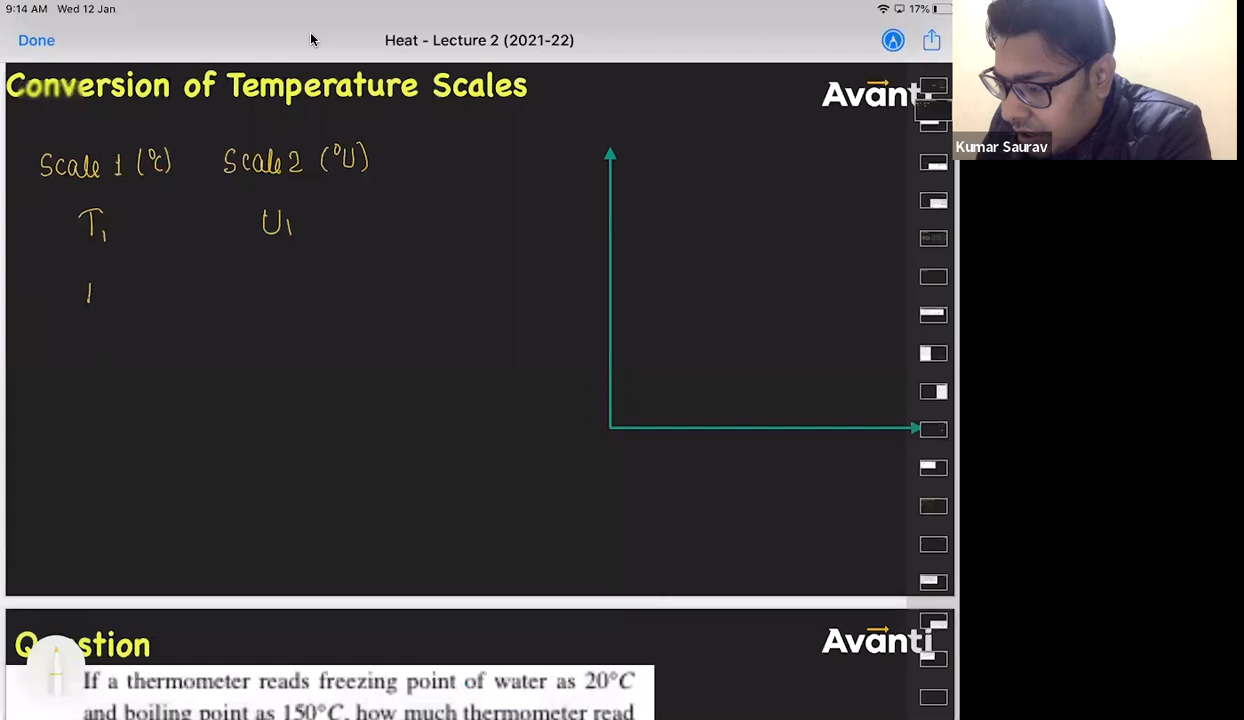 9:14 AM Wed 12 Jan
17%
Done
Heat - Lecture 2 (2021-22)
Conversion of Temperature Scales
Avanti
Kumar Saurav
Scale 1 (°C) Scale 2 (°U)
T1 U1
Question
Avanti
If a thermometer reads freezing point of water as 20°C
and boiling point as 150°C, how much thermometer read